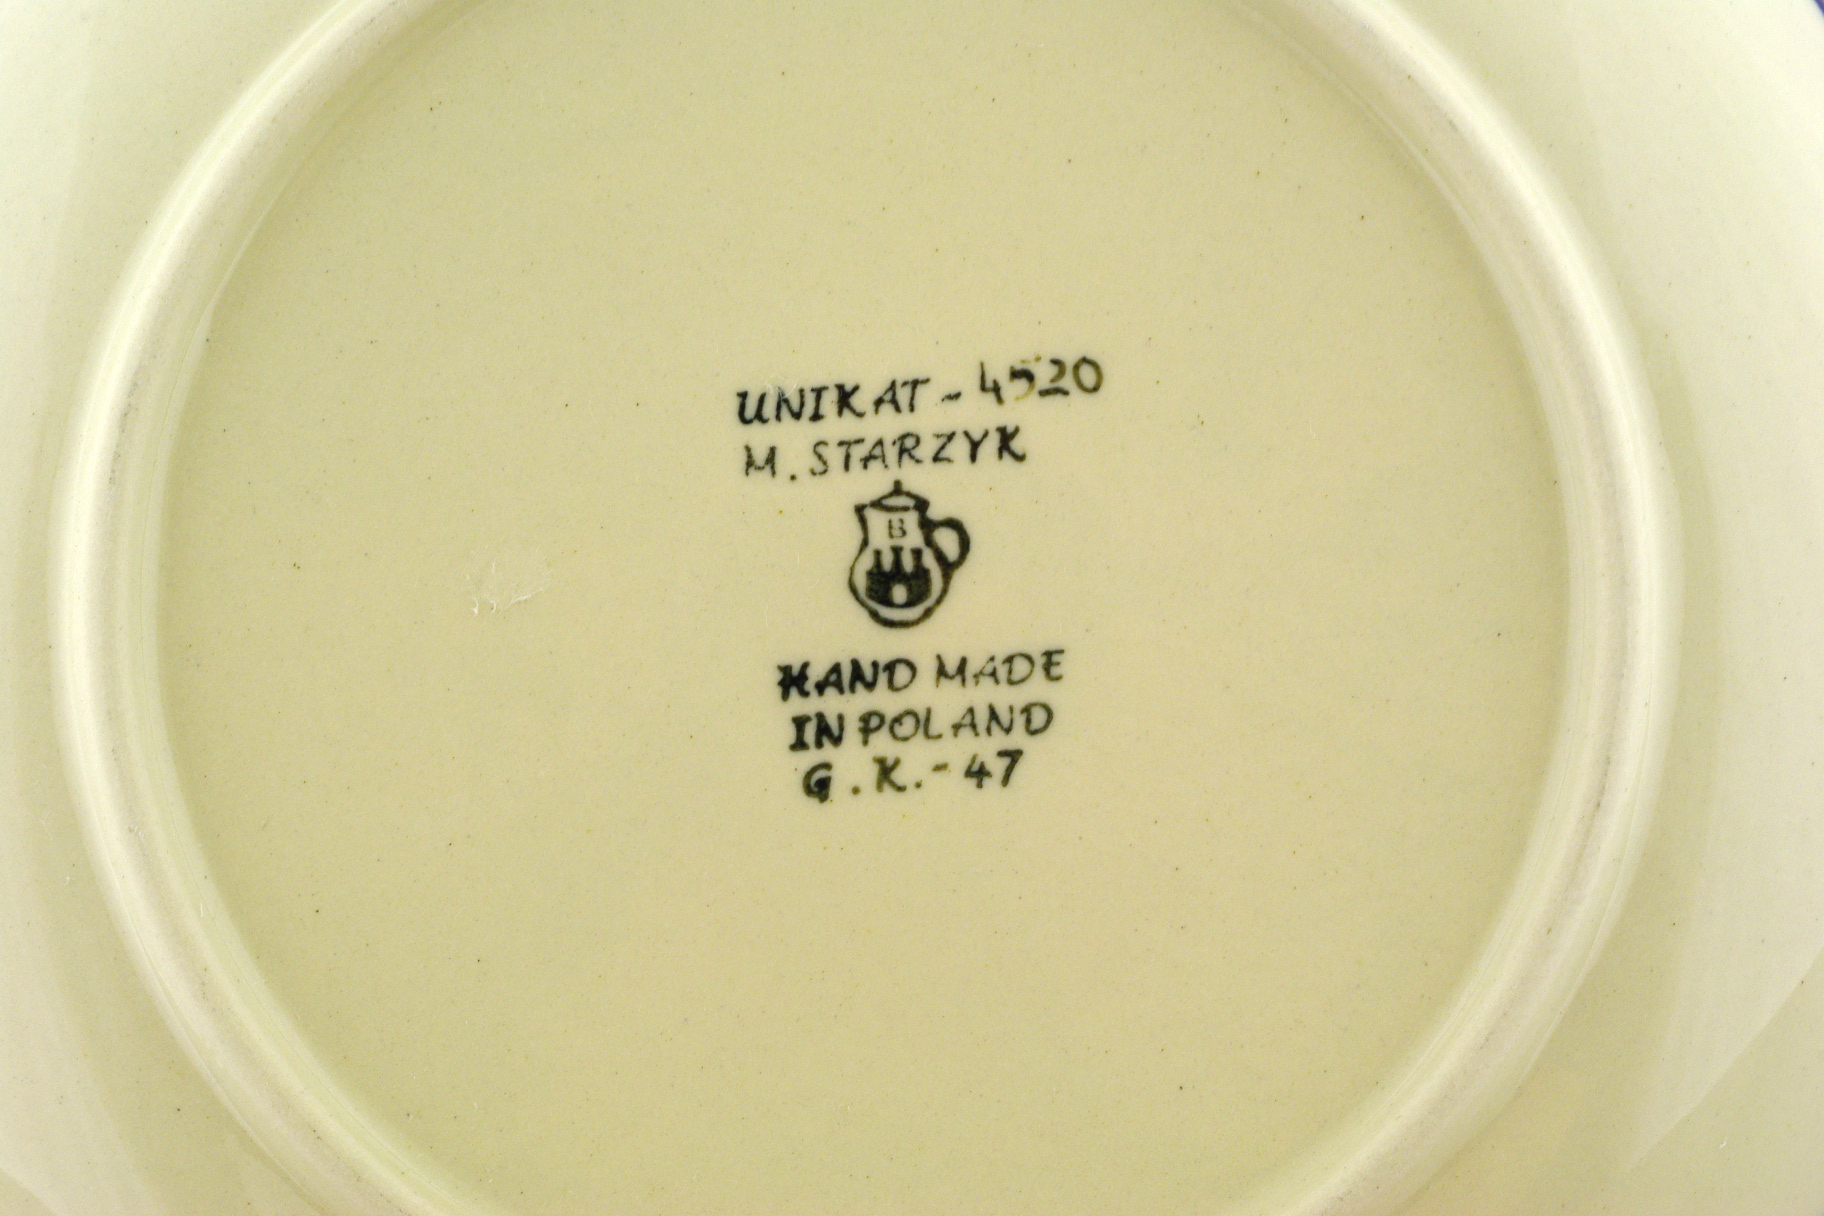 UNIKAT - 4520
M. STARZYK
B
HAND MADE
IN POLAND
G.K.- 47